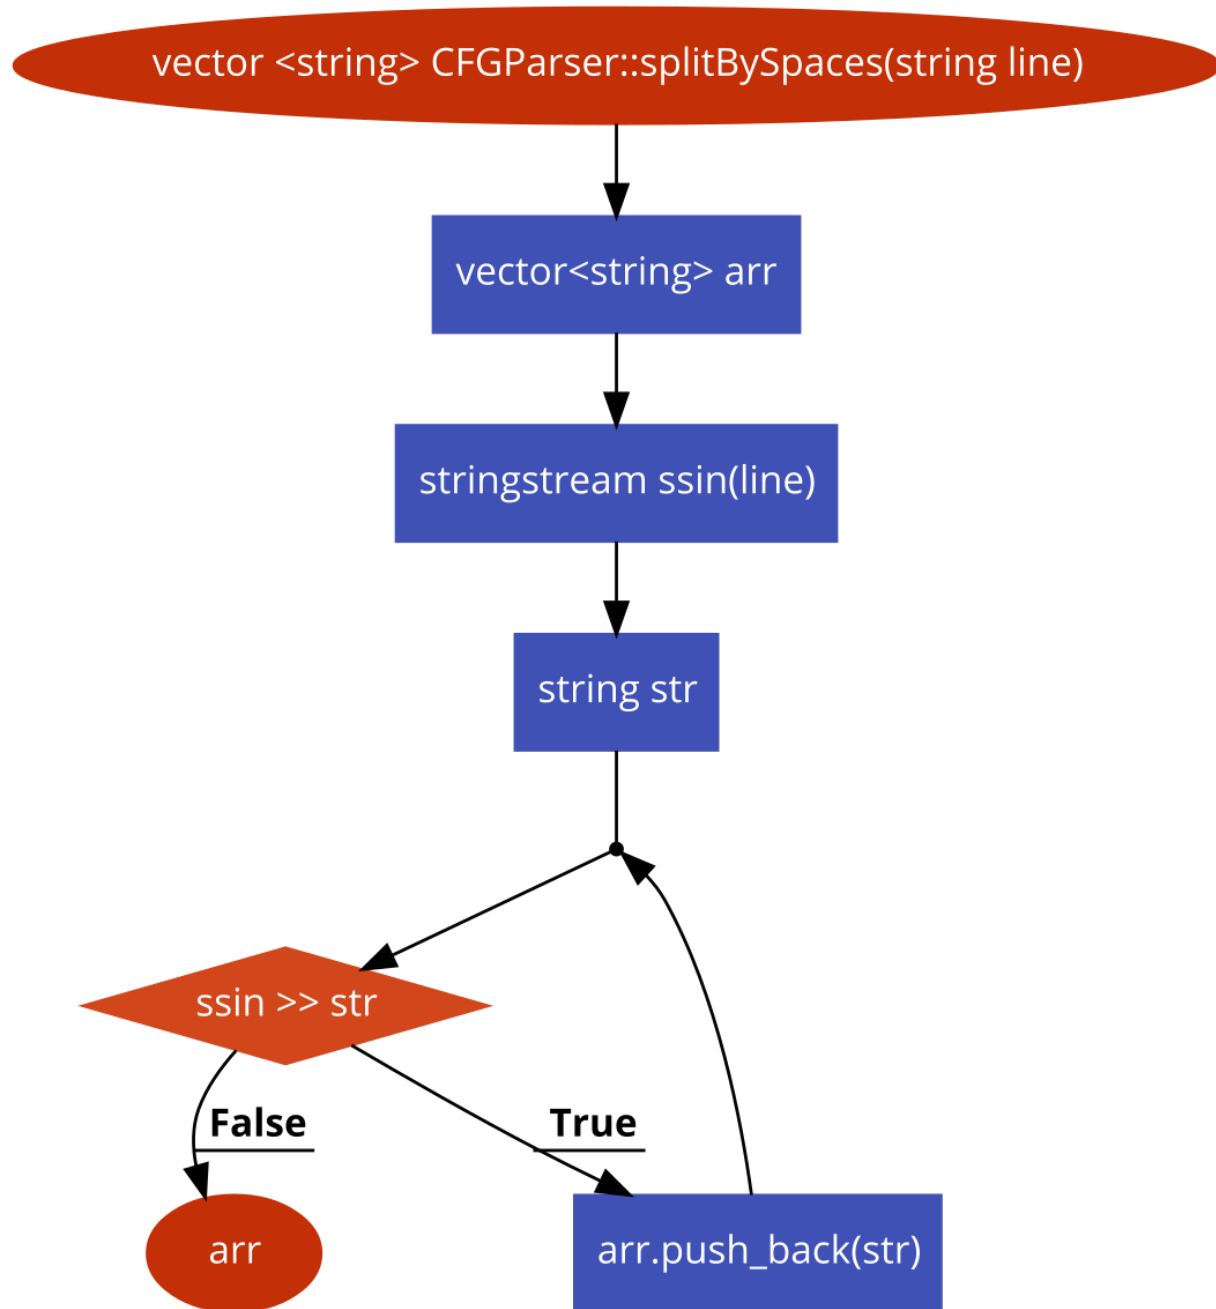 vector <string> CFGParser::splitBySpaces(string line)
vector<string> arr
stringstream ssin(line)
string str
ssin >> str
False
True
arr
arr.push_back(str)